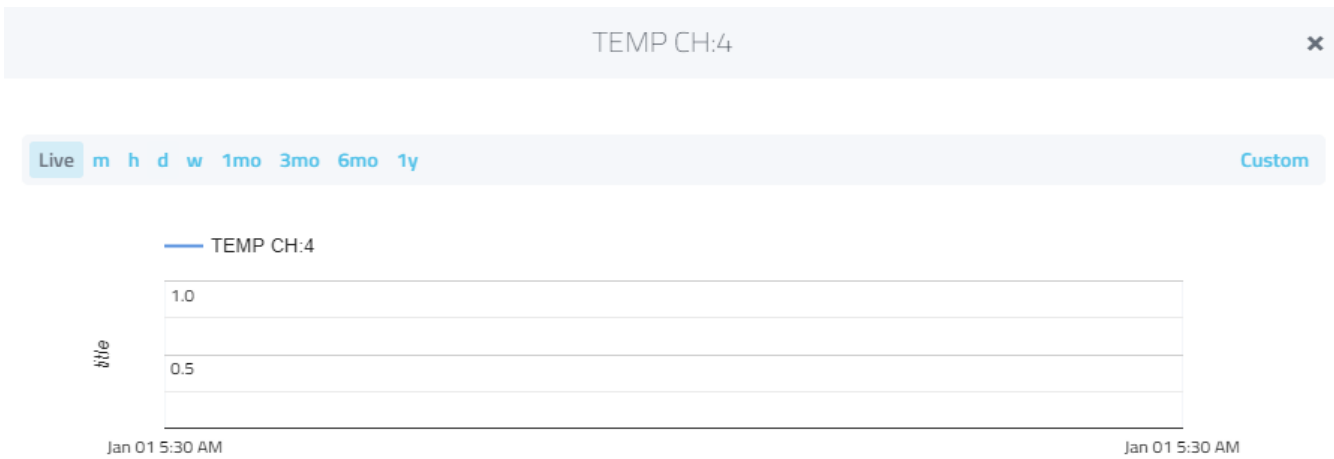 TEMP CH:4 ×
Live m h d w 1mo 3mo 6mo 1y Custom
TEMP CH:4
1.0
title
0.5
Jan 01 5:30 AM Jan 01 5:30 AM